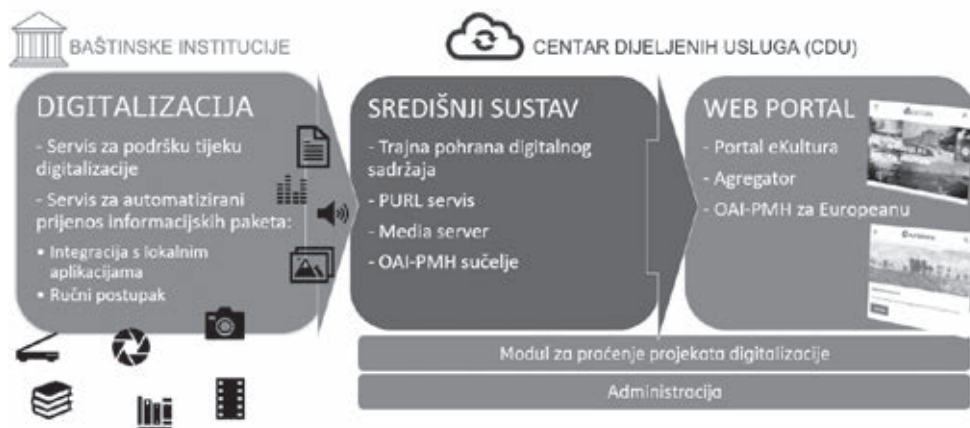 BAŠTINSKE INSTITUCIJE
CENTAR DIJELJENIH USLUGA (CDU)
DIGITALIZACIJA
- Servis za podršku tijeku
digitalizacije
- Servis za automatizirani
prijenos informacijskih paketa:
• Integracija s lokalnim
aplikacijama
• Ručni postupak
SREDIŠNJI SUSTAV
- Trajna pohrana digitalnog
sadržaja
- PURL servis
- Media server
- OAI-PMH sučelje
WEB PORTAL
- Portal eKultura
- Agregator
- OAI-PMH za Europeanu
Modul za praćenje projekata digitalizacije
Administracija